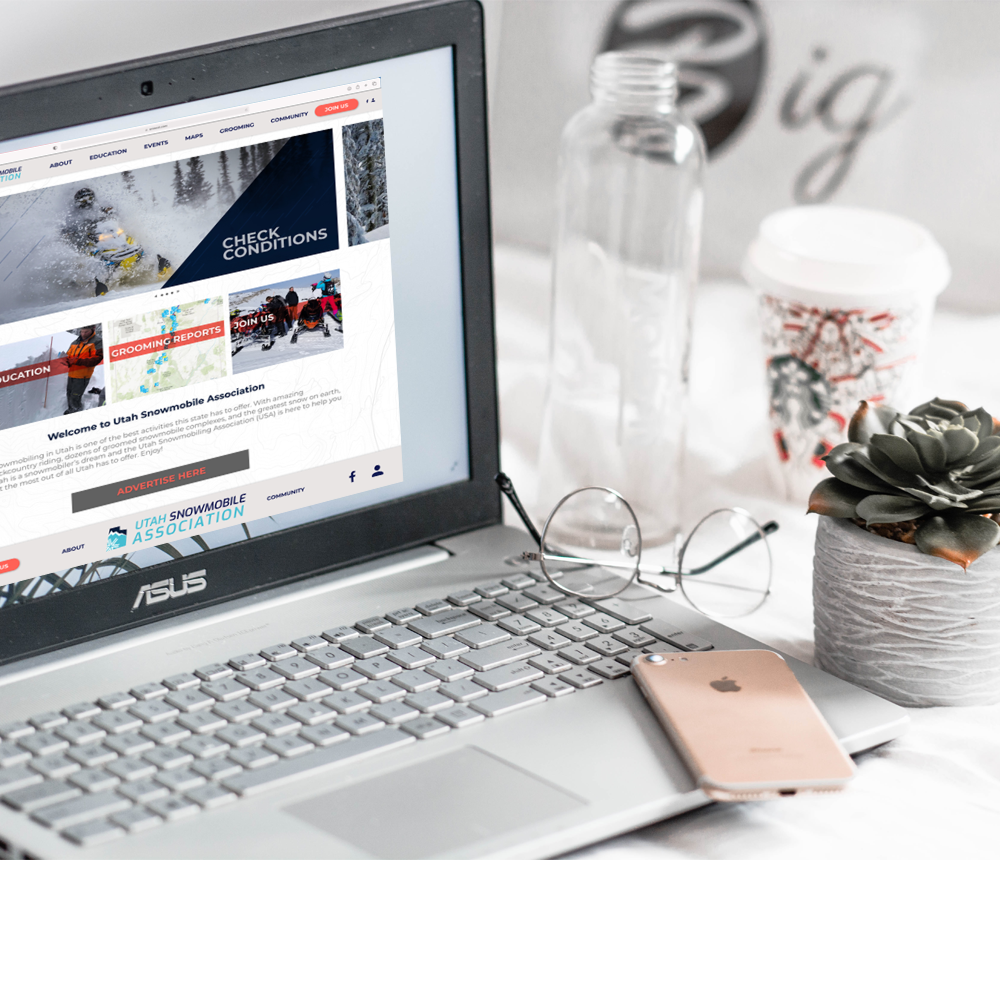 ig
MOBILE
TION
ABOUT
EDUCATION
EVENTS
MAPS
GROOMING
COMMUNITY
JOIN US
CHECK
CONDITIONS
DUCATION
GROOMING REPORTS
JOIN US
Welcome to Utah Snowmobile Association
owmobiling in Utah is one of the best activities this state has to offer. With amazing
ckcountry riding, dozens of groomed snowmobile complexes, and the greatest snow on earth,
ah is a snowmobiler's dream and the Utah Snowmobiling Association (USA) is here to help you
t the most out of all Utah has to offer. Enjoy!
ADVERTISE HERE
US
ABOUT
UTAH SNOWMOBILE
ASSOCIATION
COMMUNITY
f
ASUS